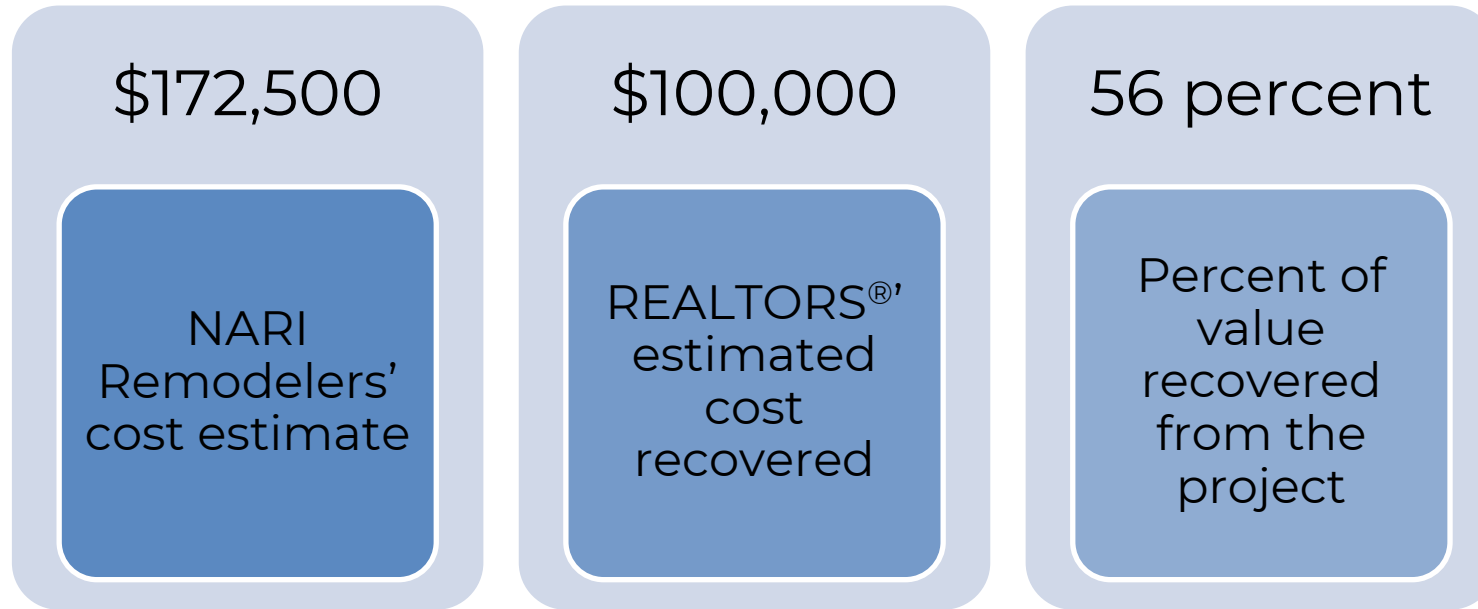 $172,500
NARI
Remodelers’
cost estimate
$100,000
REALTORS®’
estimated
cost
recovered
56 percent
Percent of
value
recovered
from the
project